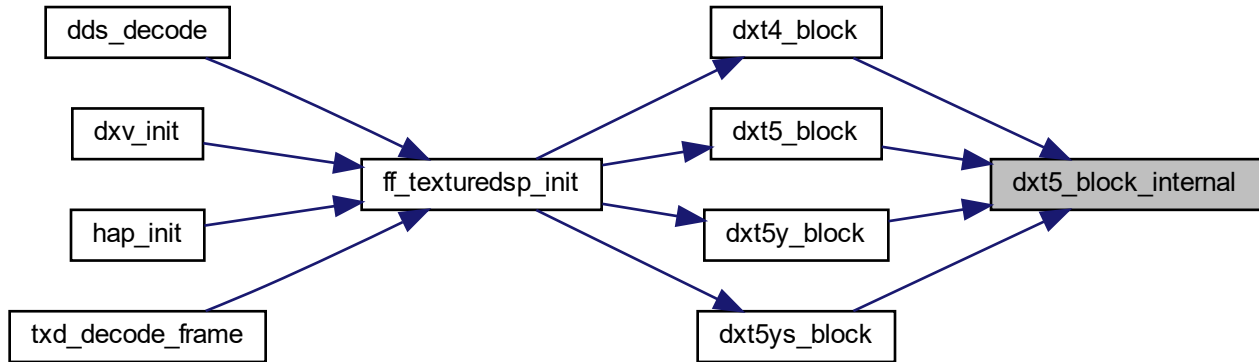 dds_decode
dxv_init
hap_init
txd_decode_frame
ff_texturedsp_init
dxt4_block
dxt5_block
dxt5y_block
dxt5ys_block
dxt5_block_internal